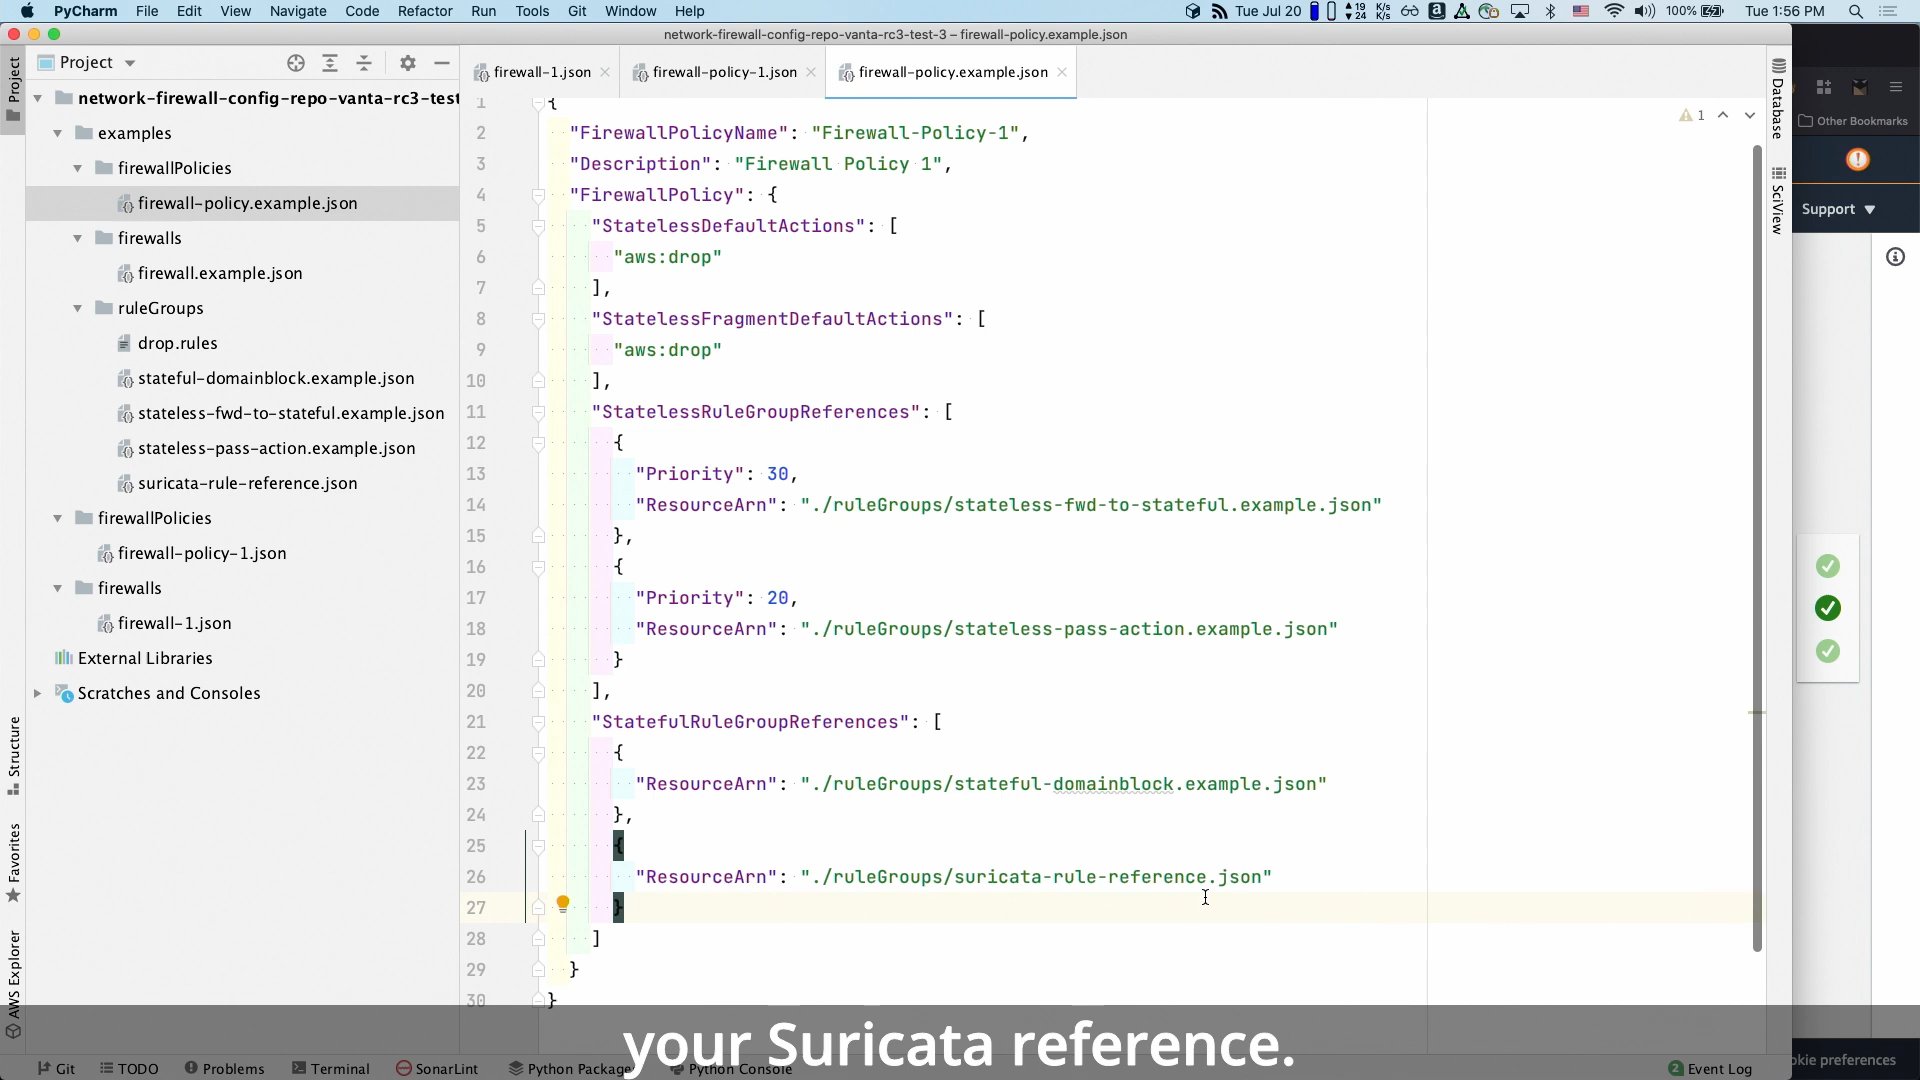 PyCharm File Edit View Navigate Code Refactor Run Tools Git Window Help
Tue Jul 20 19 24 K/s K/s 100% Tue 1:56 PM
network-firewall-config-repo-vanta-rc3-test-3 – firewall-policy.example.json
Project
firewall-1.json
firewall-policy-1.json
firewall-policy.example.json
Project
network-firewall-config-repo-vanta-rc3-test
examples
firewallPolicies
firewall-policy.example.json
firewalls
firewall.example.json
ruleGroups
drop.rules
stateful-domainblock.example.json
stateless-fwd-to-stateful.example.json
stateless-pass-action.example.json
suricata-rule-reference.json
firewallPolicies
firewall-policy-1.json
firewalls
firewall-1.json
External Libraries
Scratches and Consoles
Structure
Favorites
AWS Explorer
1 {
2 "FirewallPolicyName": "Firewall-Policy-1",
3 "Description": "Firewall Policy 1",
4 "FirewallPolicy": {
5 "StatelessDefaultActions": [
6 "aws:drop"
7 ],
8 "StatelessFragmentDefaultActions": [
9 "aws:drop"
10 ],
11 "StatelessRuleGroupReferences": [
12 {
13 "Priority": 30,
14 "ResourceArn": "./ruleGroups/stateless-fwd-to-stateful.example.json"
15 },
16 {
17 "Priority": 20,
18 "ResourceArn": "./ruleGroups/stateless-pass-action.example.json"
19 }
20 ],
21 "StatefulRuleGroupReferences": [
22 {
23 "ResourceArn": "./ruleGroups/stateful-domainblock.example.json"
24 },
25 {
26 "ResourceArn": "./ruleGroups/suricata-rule-reference.json"
27 }
28 ]
29 }
30 }
1
Database
SciView
Other Bookmarks
Support
your Suricata reference.
Git TODO Problems Terminal SonarLint Python Package Python Console
2 Event Log
okie preferences